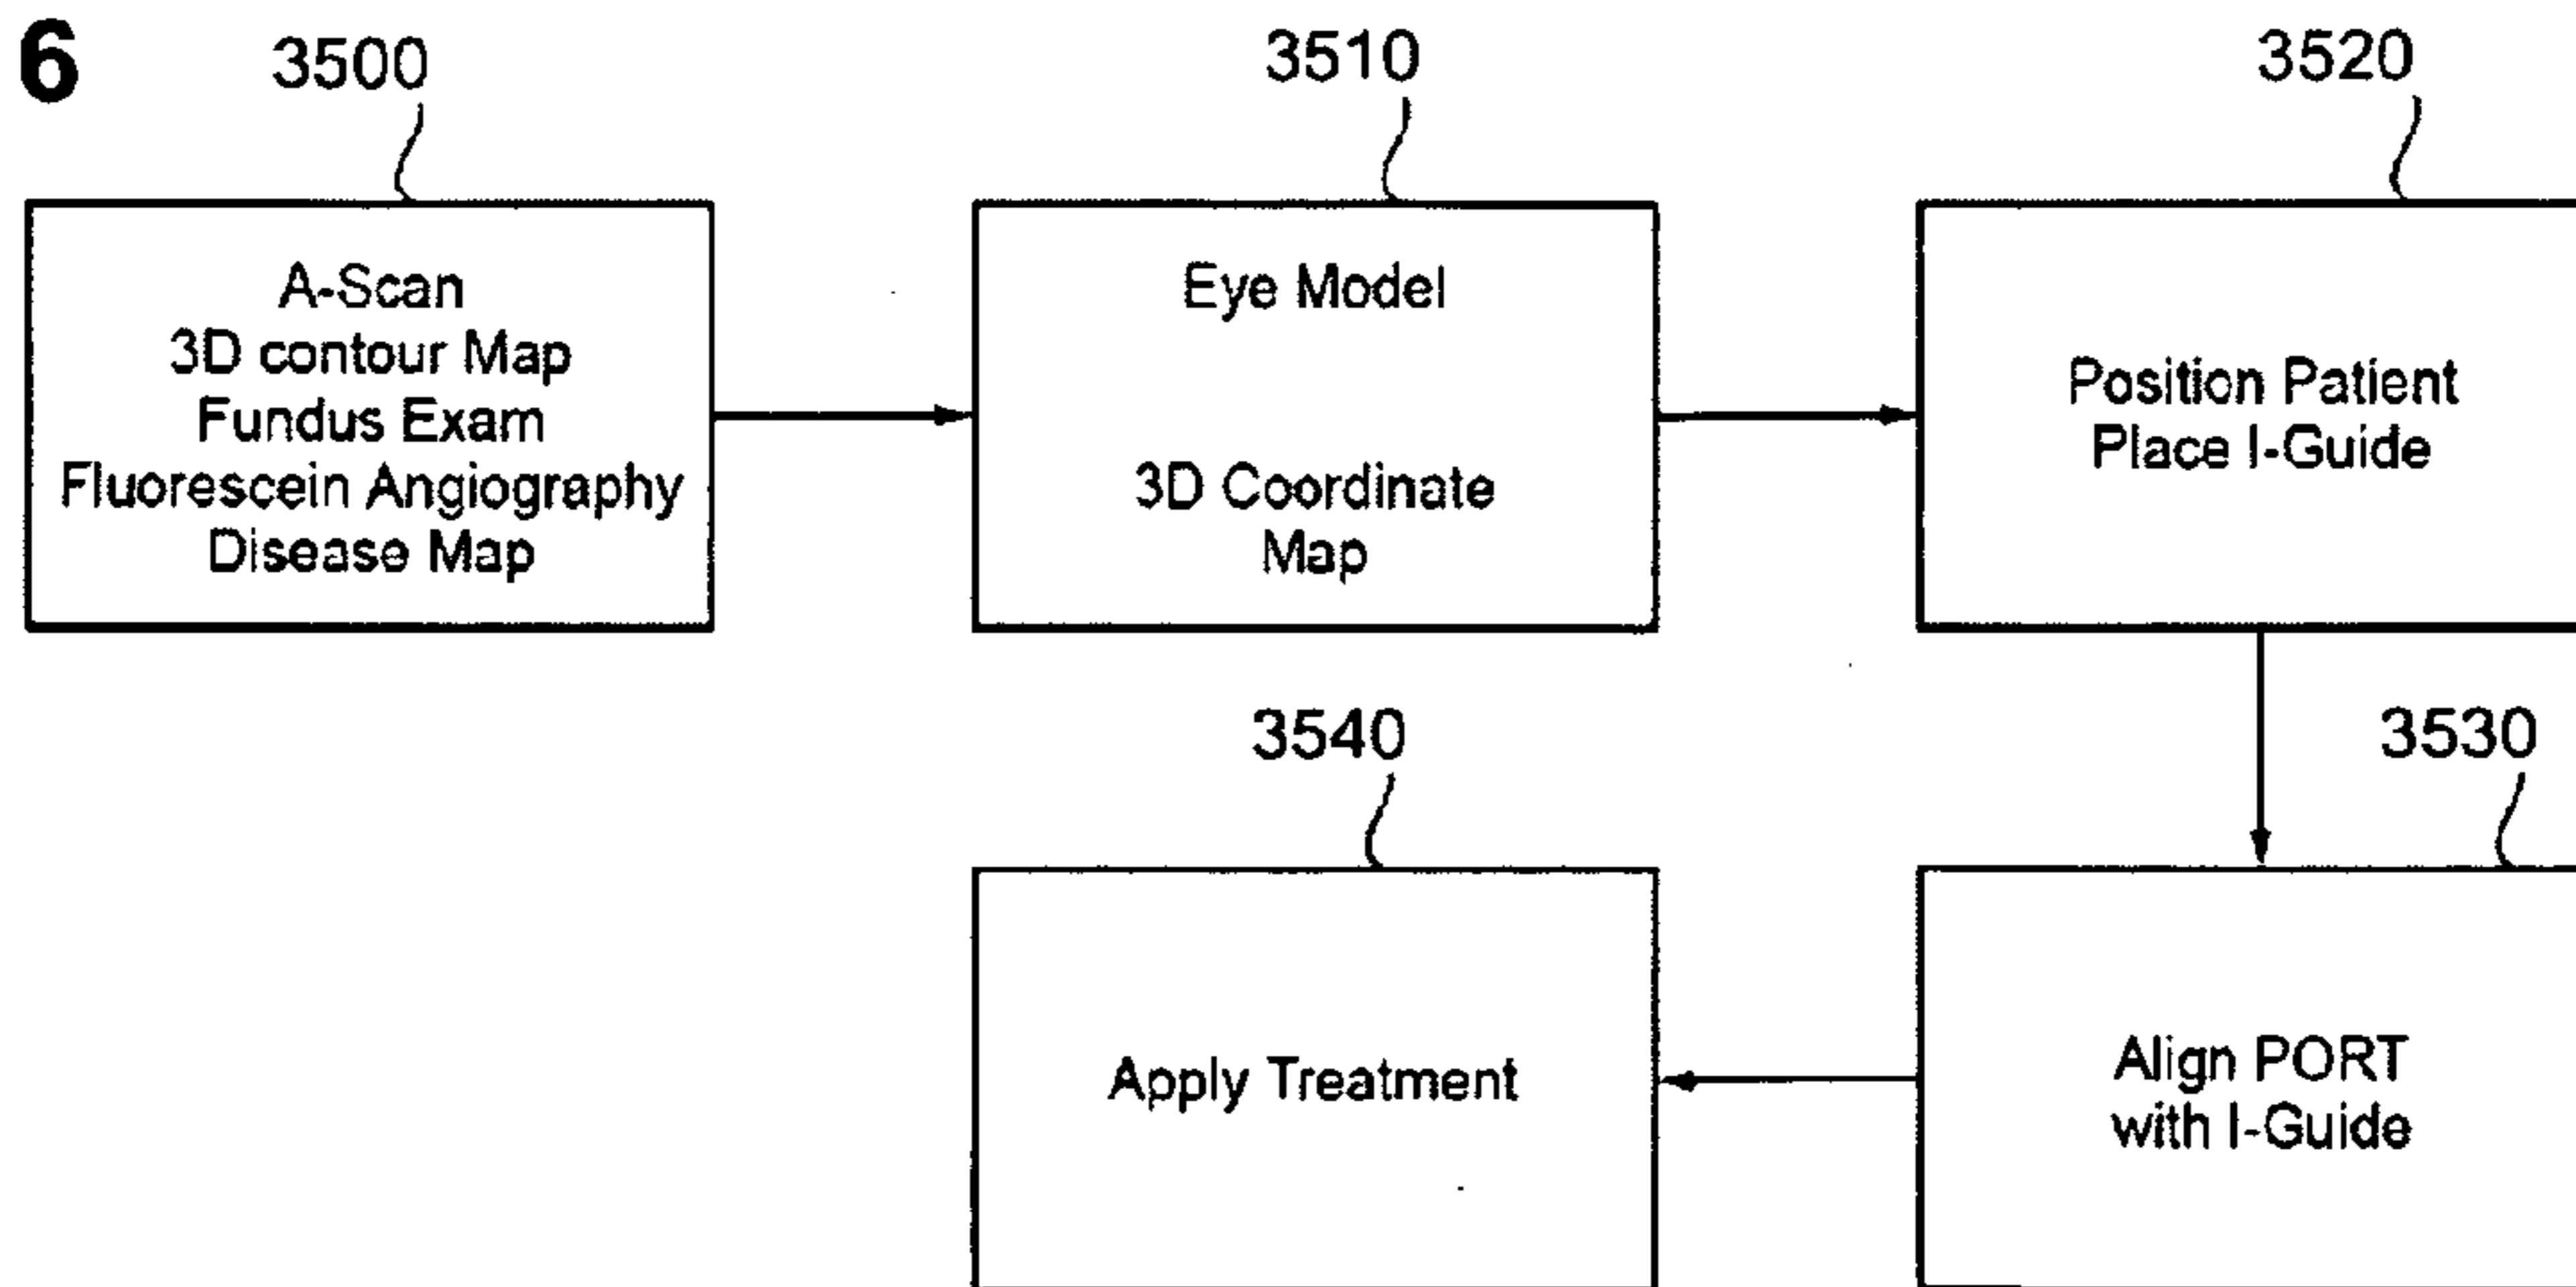 6
3500
3510
3520
A-Scan
3D contour Map
Fundus Exam
Fluorescein Angiography
Disease Map
Eye Model
3D Coordinate
Map
Position Patient
Place I-Guide
3540
3530
Apply Treatment
Align PORT
with I-Guide